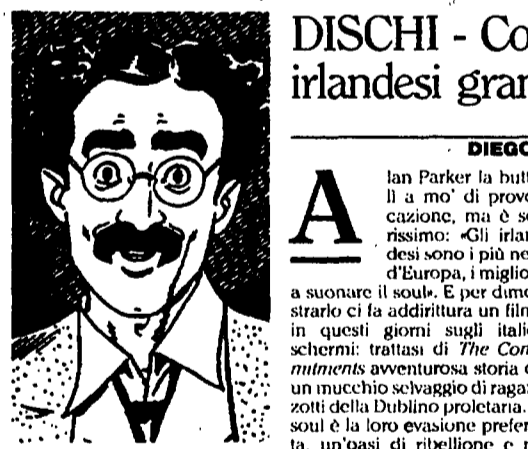 DISCHI - Co
irlandesi gran
DIEGO
Alan Parker la butt
lì a mo' di prov
cazione, ma è se
rissimo: «Gli irlan
desi sono i più ne
d'Europa, i miglio
a suonare il soul». E per dimo
strarlo ci fa addirittura un film
in questi giorni sugli italic
schermi: trattasi di The Com
mitments avventurosa storia d
un mucchio selvaggio di ragaz
zotti della Dublino proletaria.
soul è la loro evasione prefer
ta, un'oasi di ribellione e